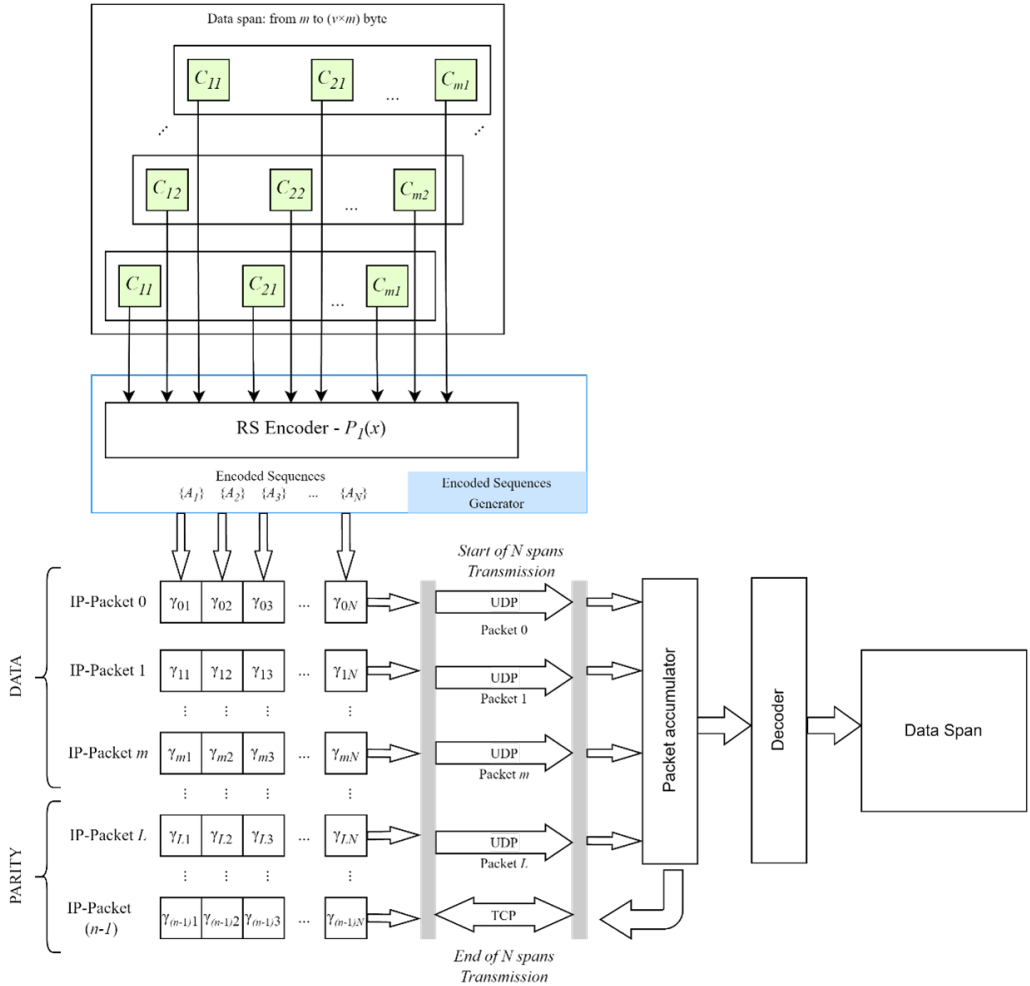 Data span: from m to (v×m) byte
C11 C21 ... Cm1
...
...
C12 C22 ... Cm2
C11 C21 ... Cm1
RS Encoder - P1(x)
Encoded Sequences
{A1} {A2} {A3} ... {AN}
Encoded Sequences
Generator
Start of N spans
Transmission
DATA
IP-Packet 0 γ01 γ02 γ03 ... γ0N UDP
Packet 0
IP-Packet 1 γ11 γ12 γ13 ... γ1N UDP
Packet 1
⋮ ⋮ ⋮ ⋮
IP-Packet m γm1 γm2 γm3 ... γmN UDP
Packet m
⋮ ⋮ ⋮ ⋮
PARITY
IP-Packet L γL1 γL2 γL3 ... γLN UDP
Packet L
⋮ ⋮ ⋮ ⋮
IP-Packet
(n-1) γ(n-1)1 γ(n-1)2 γ(n-1)3 ... γ(n-1)N TCP
End of N spans
Transmission
Packet accumulator
Decoder
Data Span